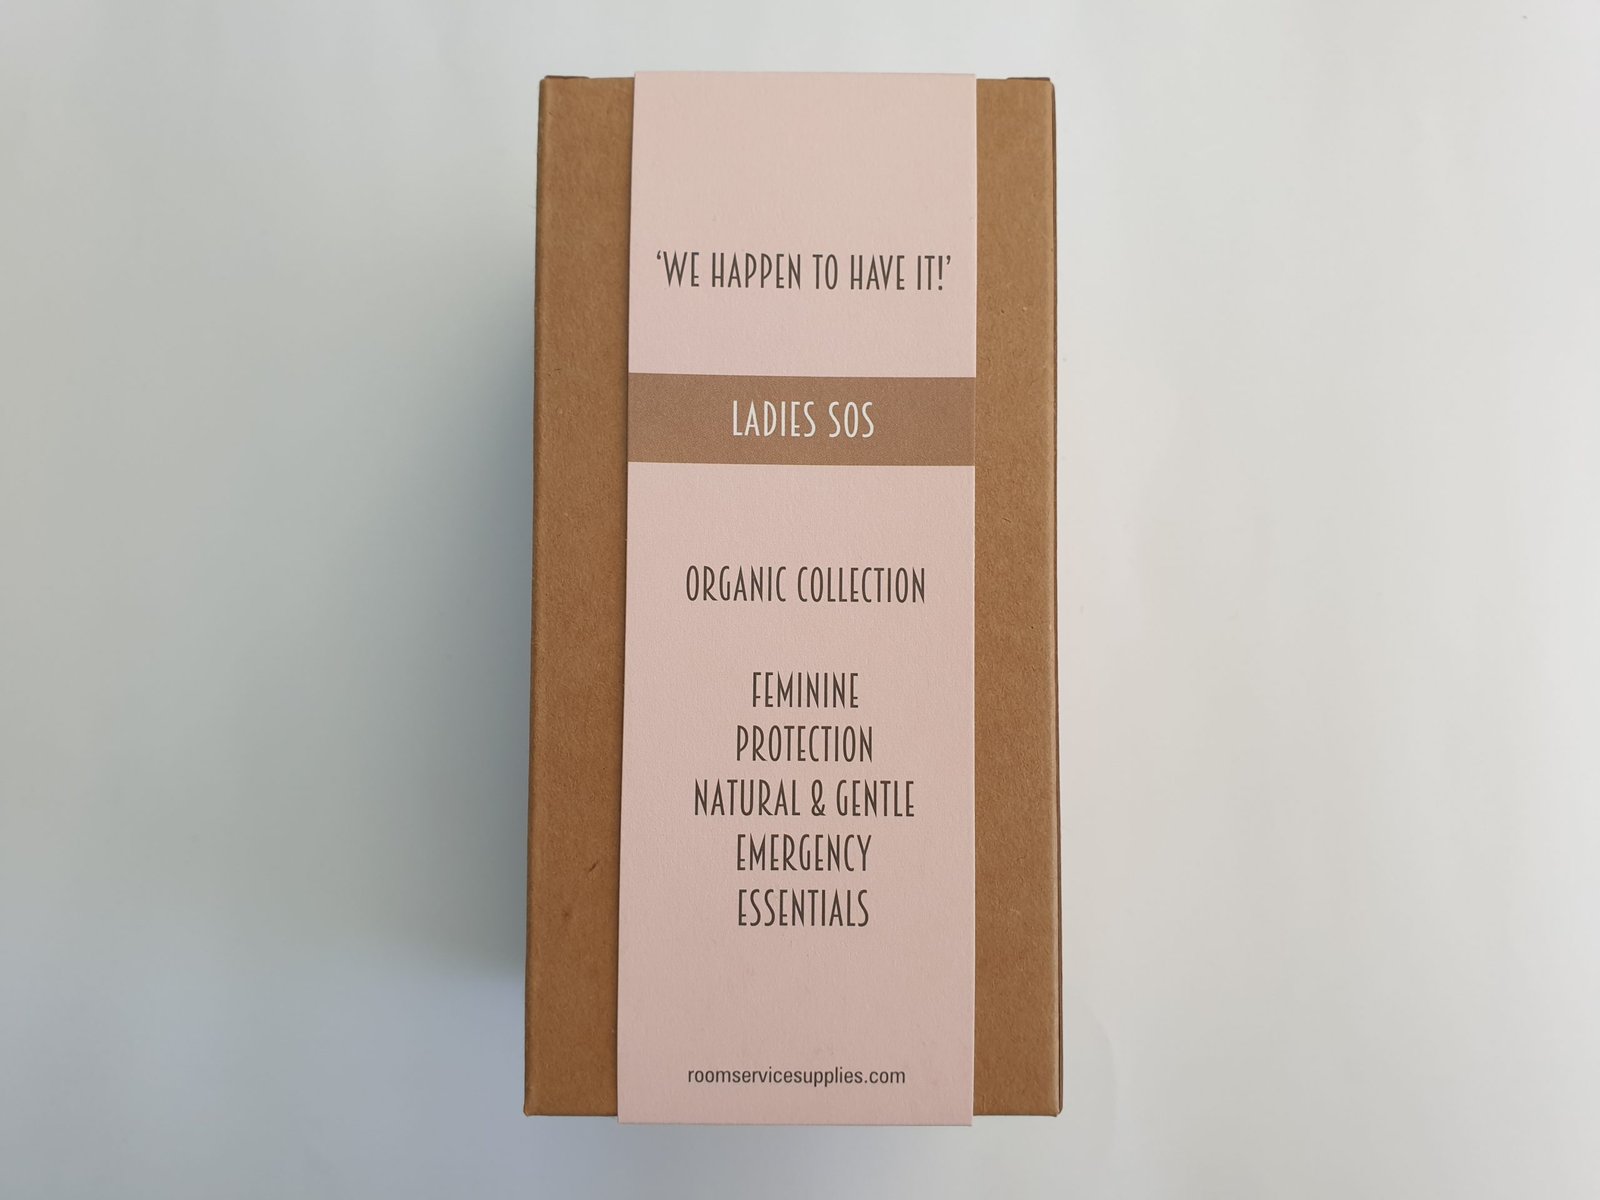 ‘WE HAPPEN TO HAVE IT!’
LADIES SOS
ORGANIC COLLECTION
FEMININE
PROTECTION
NATURAL & GENTLE
EMERGENCY
ESSENTIALS
roomservicesupplies.com